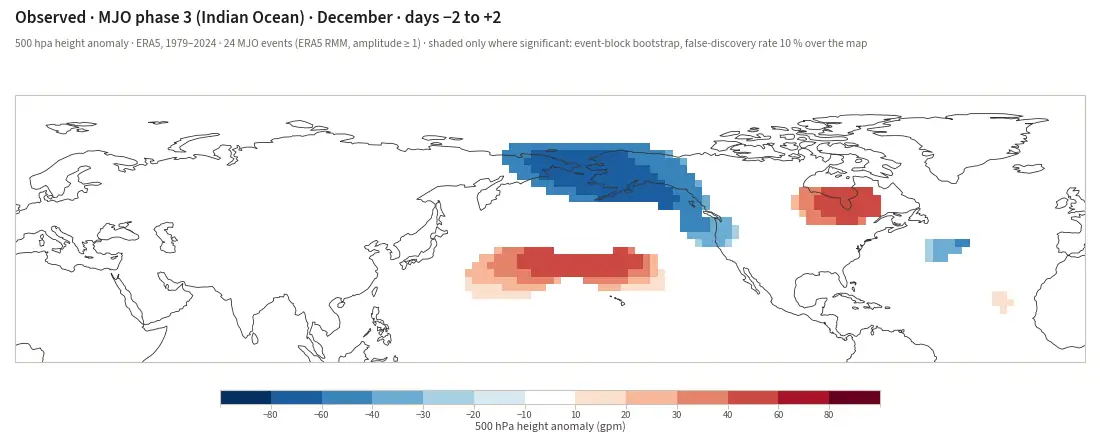 Observed · MJO phase 3 (Indian Ocean) · December · days −2 to +2
500 hpa height anomaly · ERA5, 1979–2024 · 24 MJO events (ERA5 RMM, amplitude ≥ 1) · shaded only where significant: event-block bootstrap, false-discovery rate 10 % over the map
−80 −60 −40 −30 −20 −10 10 20 30 40 60 80
500 hPa height anomaly (gpm)